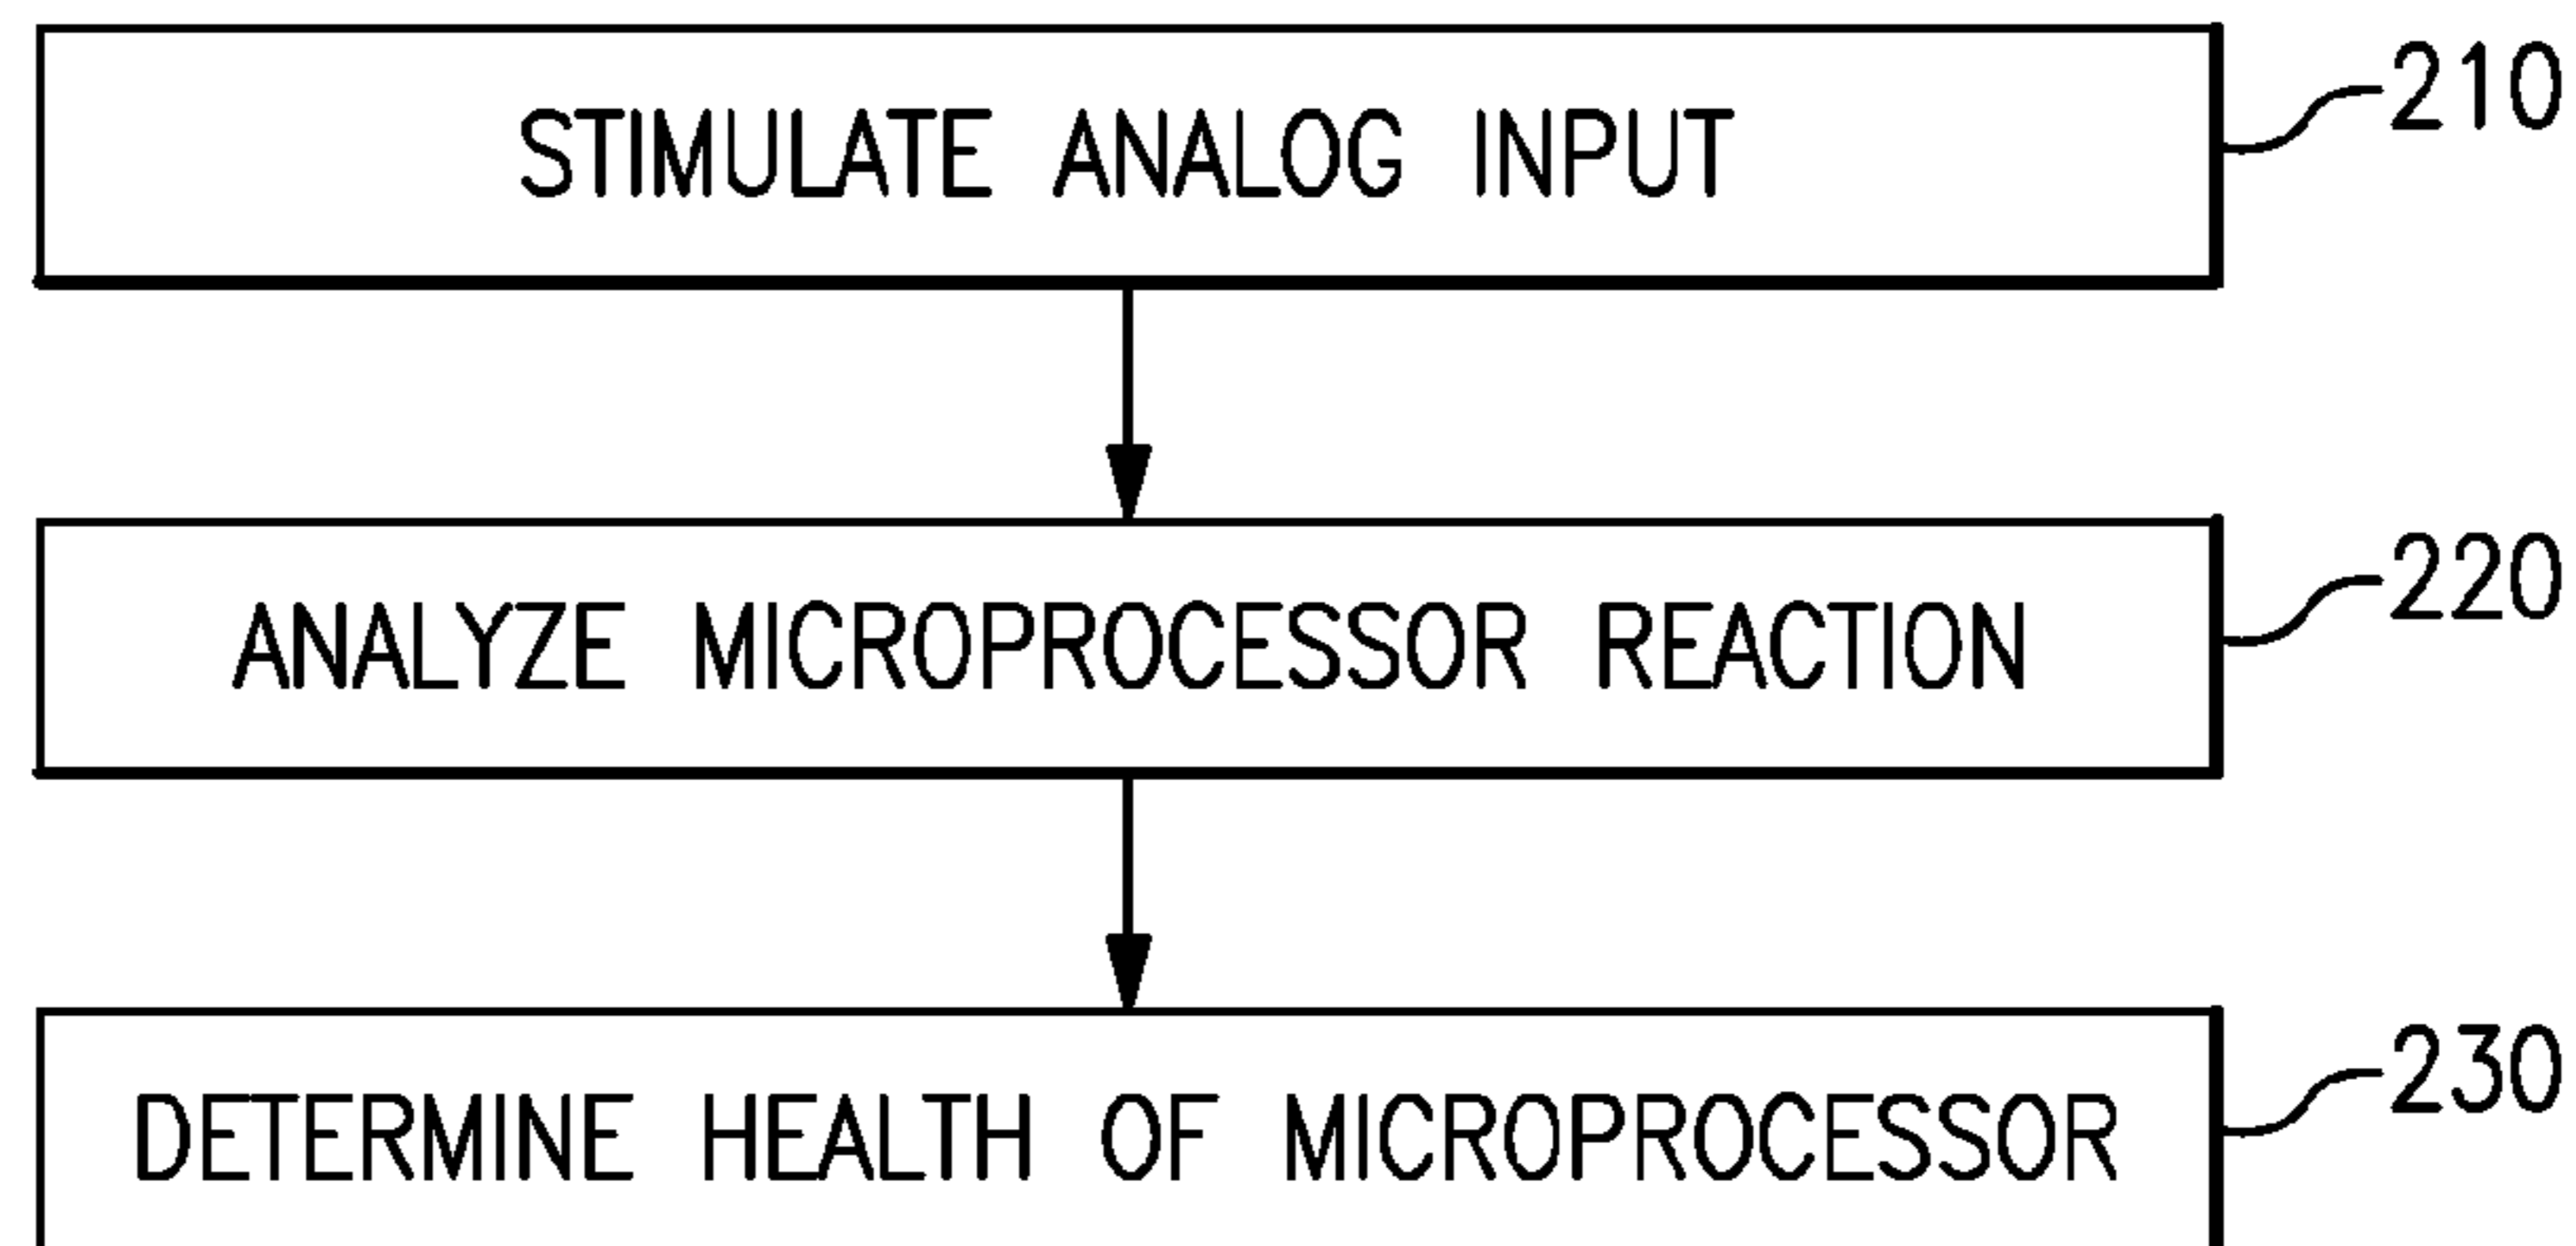 STIMULATE ANALOG INPUT
210
ANALYZE MICROPROCESSOR REACTION
220
DETERMINE HEALTH OF MICROPROCESSOR
230